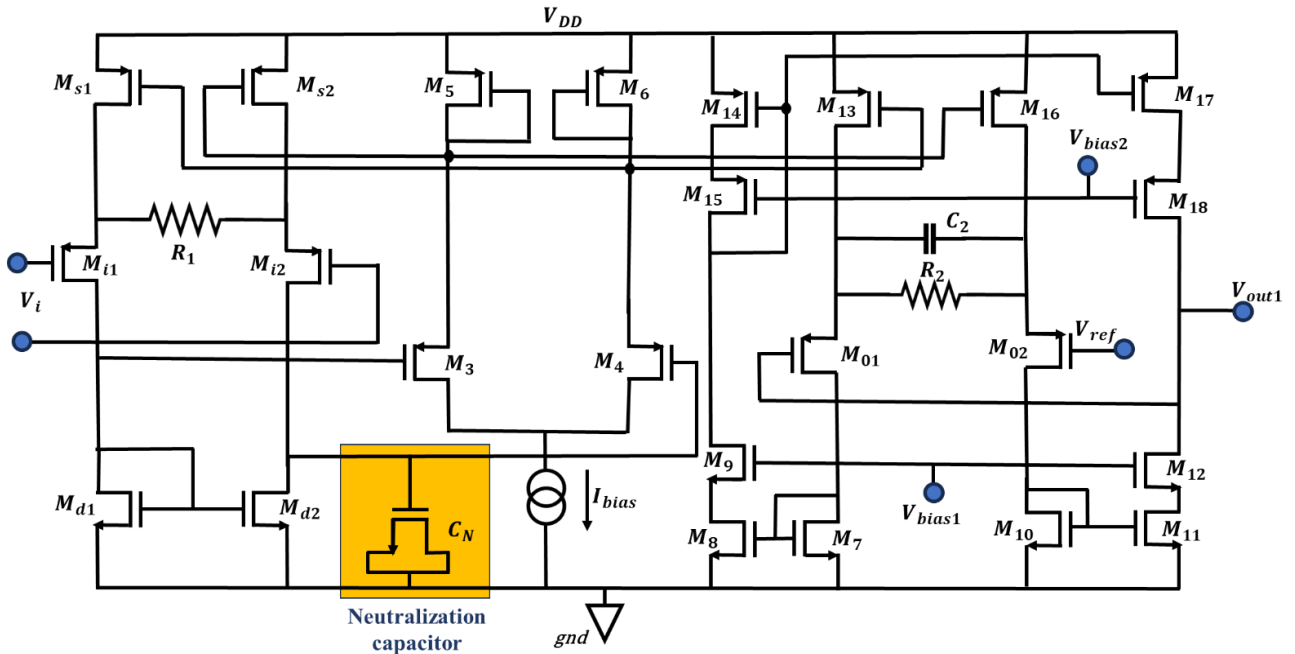 V_DD
M_s1
M_s2
M_5
M_6
M_14
M_13
M_16
M_17
V_bias2
M_15
M_18
C_2
R_1
R_2
M_i1
M_i2
V_i
V_out1
V_ref
M_3
M_4
M_01
M_02
M_9
M_12
M_d1
M_d2
C_N
I_bias
V_bias1
M_8
M_7
M_10
M_11
Neutralization
capacitor
gnd